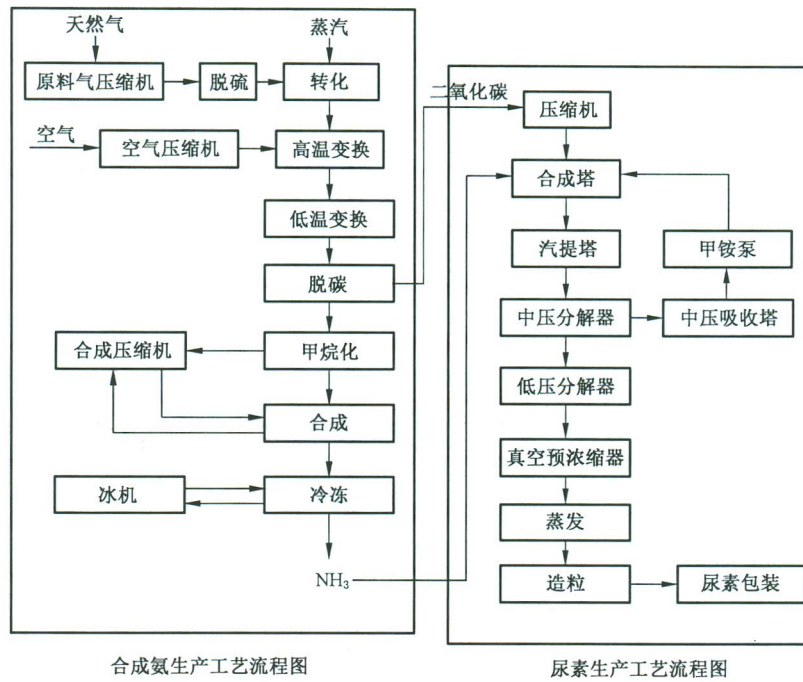 天然气
蒸汽
原料气压缩机
脱硫
转化
空气
空气压缩机
高温变换
低温变换
脱碳
合成压缩机
甲烷化
合成
冰机
冷冻
NH₃
合成氨生产工艺流程图
二氧化碳
压缩机
合成塔
汽提塔
甲铵泵
中压分解器
中压吸收塔
低压分解器
真空预浓缩器
蒸发
造粒
尿素包装
尿素生产工艺流程图